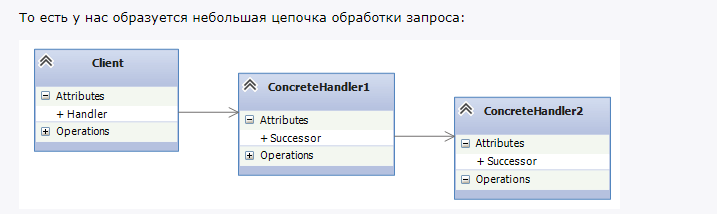 То есть у нас образуется небольшая цепочка обработки запроса:
Client
Attributes
+ Handler
Operations
ConcreteHandler1
Attributes
+ Successor
Operations
ConcreteHandler2
Attributes
+ Successor
Operations